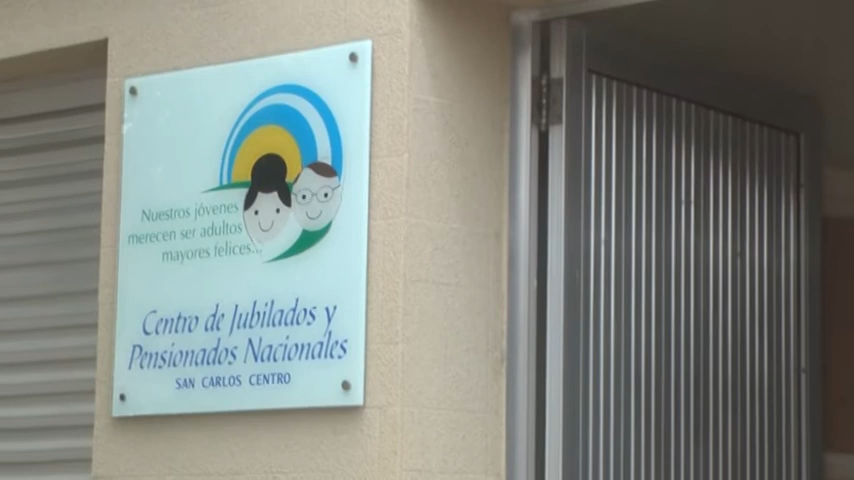 Nuestros jóvenes
merecen ser adultos
mayores felices...
Centro de Jubilados y
Pensionados Nacionales
SAN CARLOS CENTRO